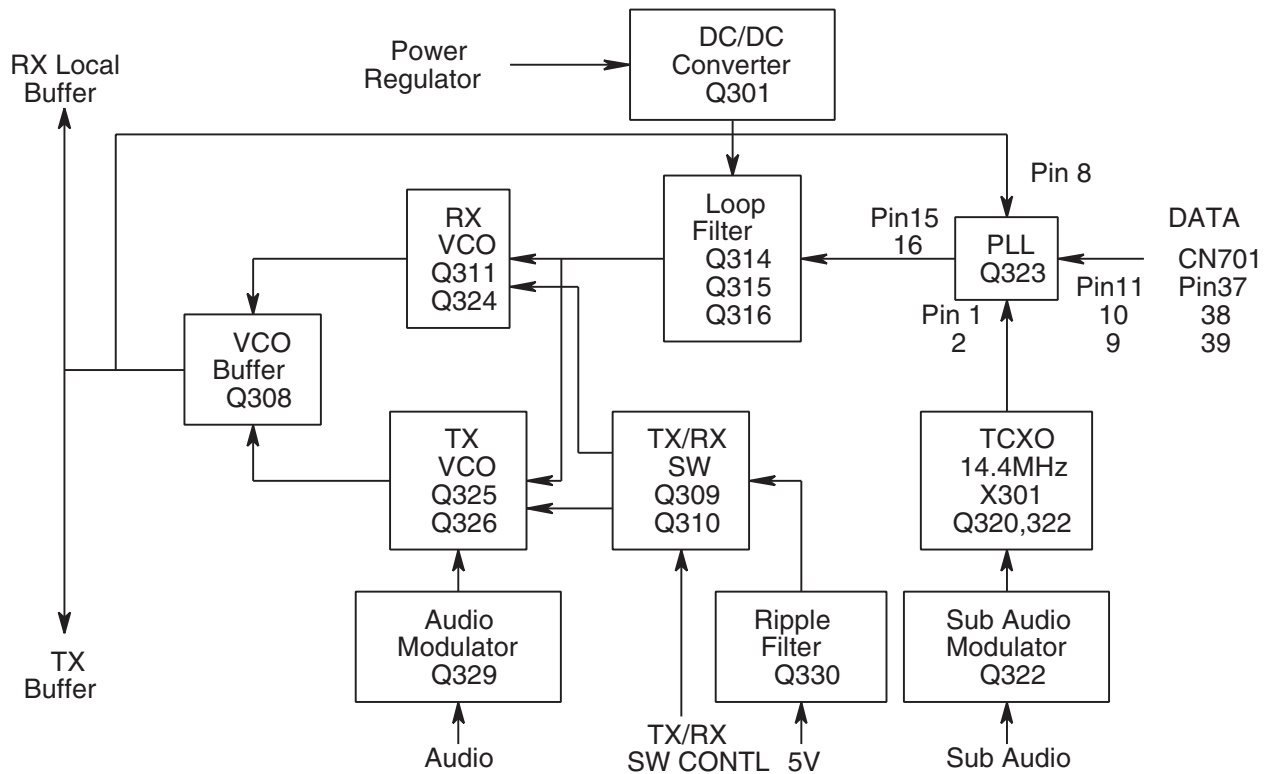 RX Local
Buffer
Power
Regulator
DC/DC
Converter
Q301
Pin 8
RX
VCO
Q311
Q324
Loop
Filter
Q314
Q315
Q316
Pin15
16
PLL
Q323
DATA
CN701
Pin37
38
39
Pin11
10
9
Pin 1
2
VCO
Buffer
Q308
TX
VCO
Q325
Q326
TX/RX
SW
Q309
Q310
TCXO
14.4MHz
X301
Q320,322
TX
Buffer
Audio
Modulator
Q329
Ripple
Filter
Q330
Sub Audio
Modulator
Q322
Audio
TX/RX
SW CONTL
5V
Sub Audio